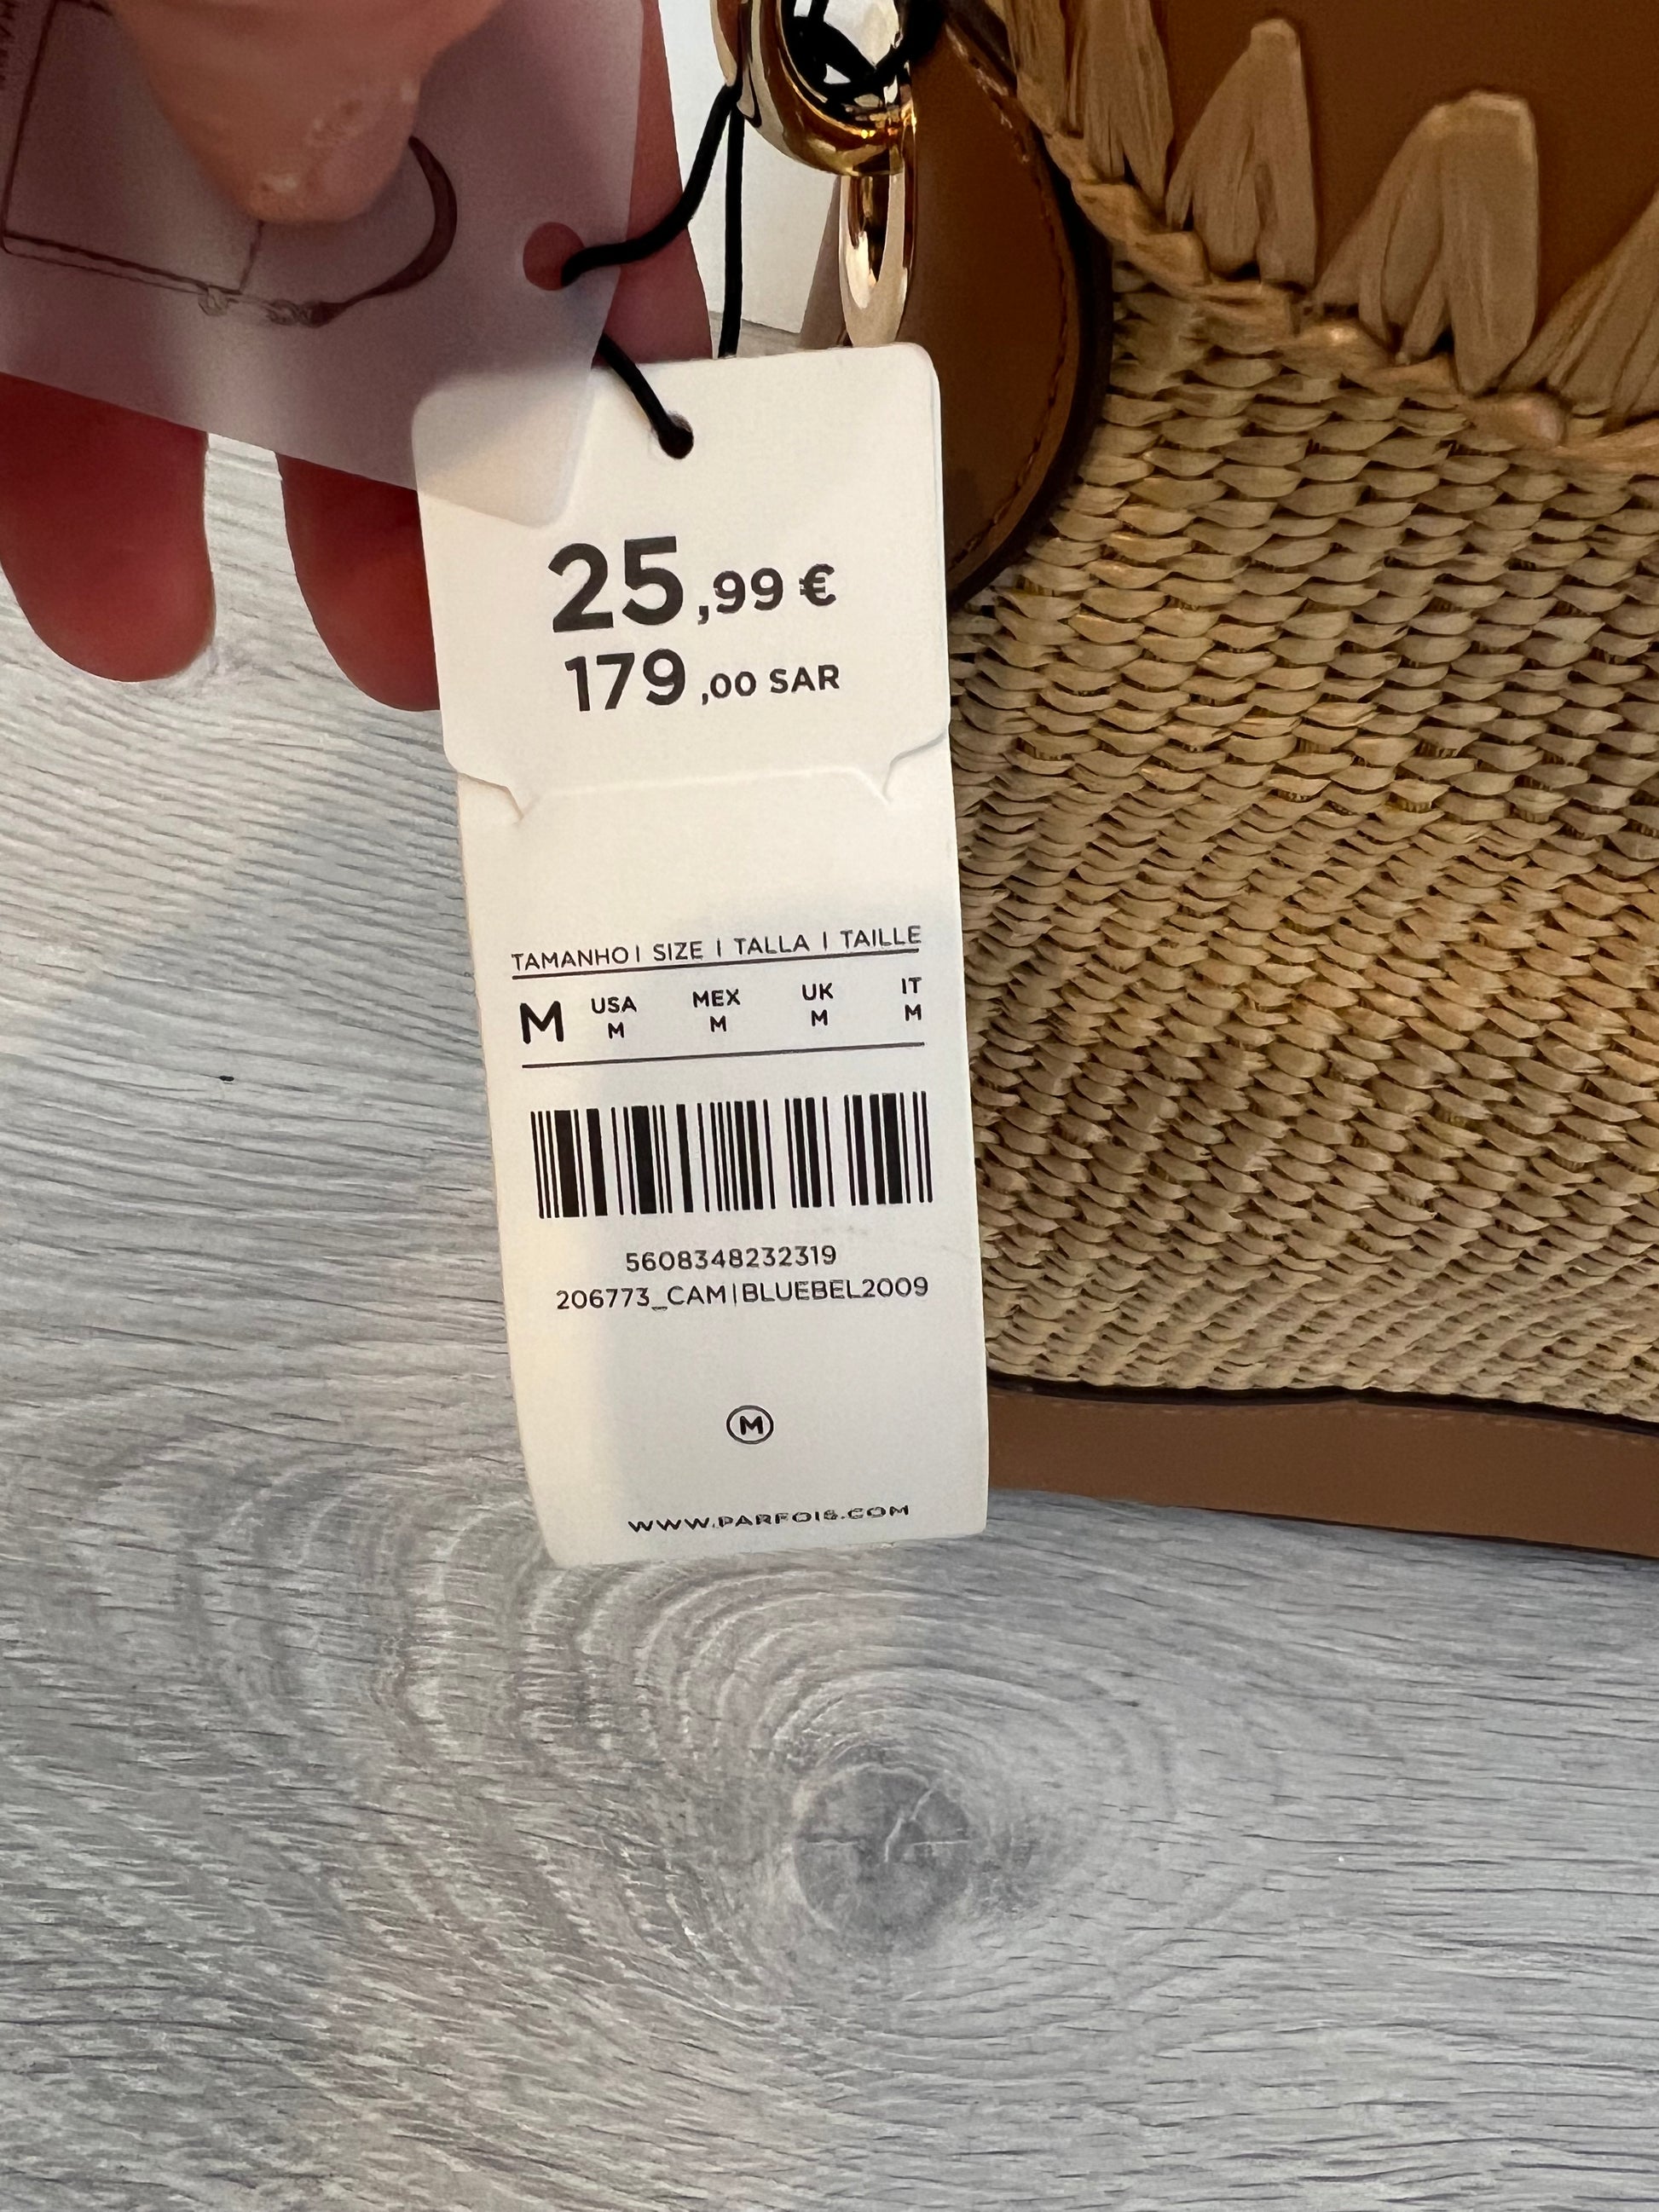 25,99 €
179,00 SAR
TAMANHO | SIZE | TALLA | TAILLE
M USA MEX UK IT
M M M M
5608348232319
206773_CAM|BLUEBEL2009
M
WWW.PARFOIS.COM